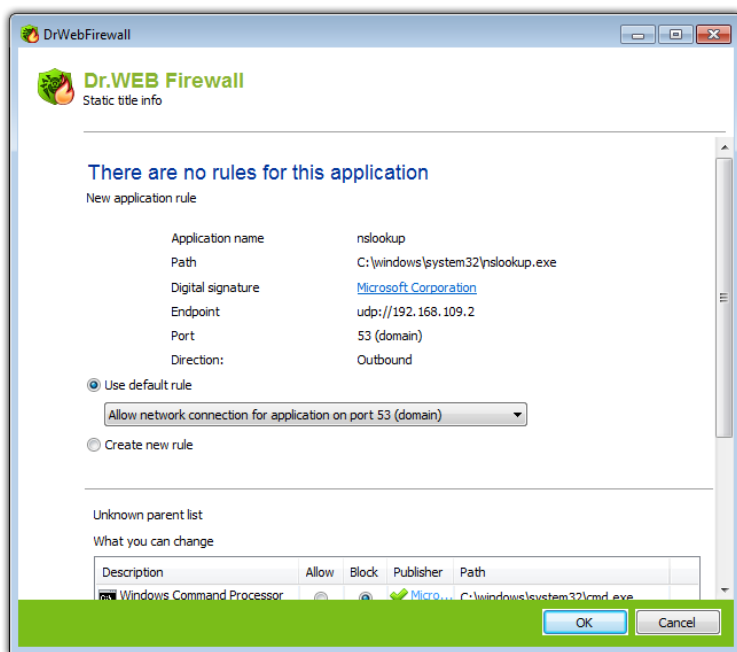 DrWebFirewall
Dr.WEB Firewall
Static title info
There are no rules for this application
New application rule
Application name nslookup
Path C:\windows\system32\nslookup.exe
Digital signature Microsoft Corporation
Endpoint udp://192.168.109.2
Port 53 (domain)
Direction: Outbound
Use default rule
Allow network connection for application on port 53 (domain)
Create new rule
Unknown parent list
What you can change
Description Allow Block Publisher Path
Windows Command Processor Micro... C:\windows\system32\cmd.exe
OK Cancel